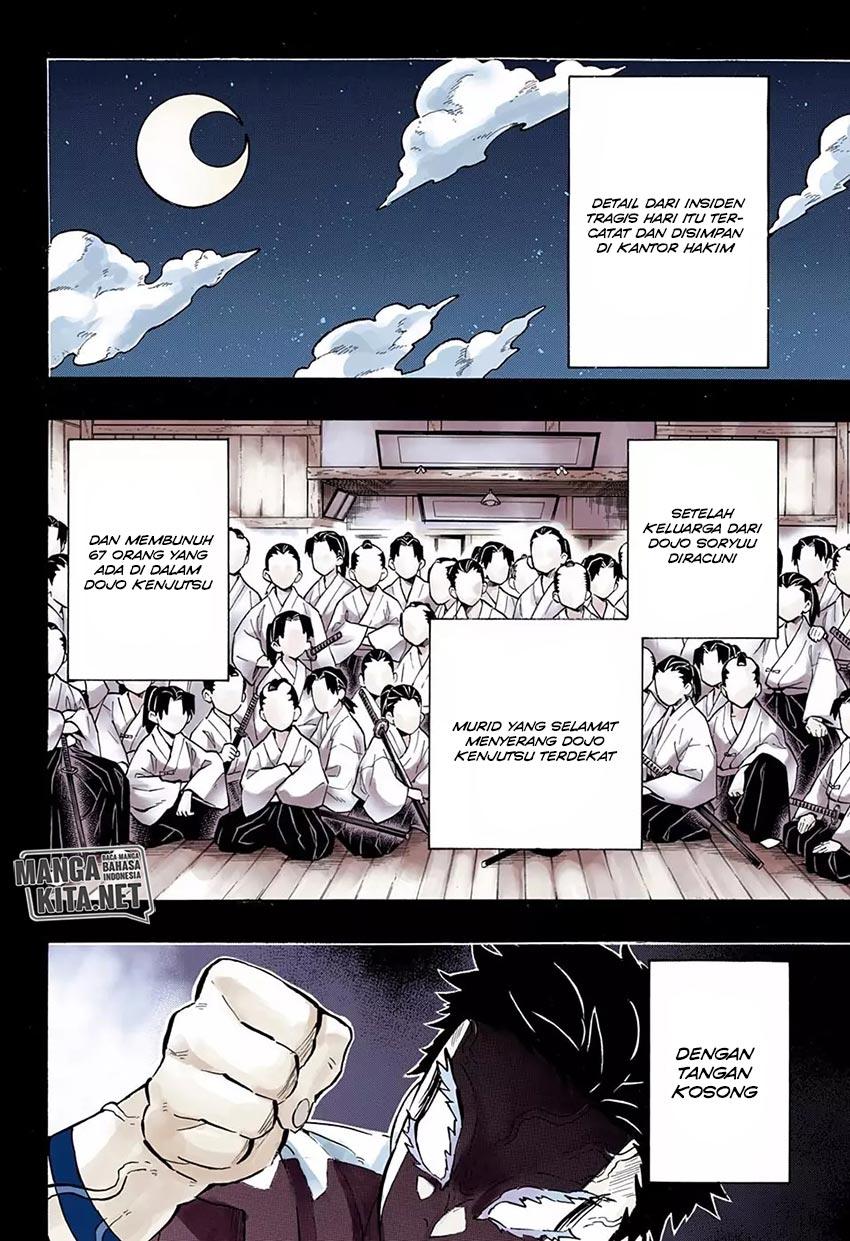 DETAIL DARI INSIDEN
TRAGIS HARI ITU TER-
CATAT DAN DISIMPAN
DI KANTOR HAKIM
SETELAH
KELUARGA DARI
DOJO SORYUU
DIRACUNI
MURID YANG SELAMAT
MENYERANG DOJO
KENJUTSU TERDEKAT
DAN MEMBUNUH
67 ORANG YANG
ADA DI DALAM
DOJO KENJUTSU
MANGA
BACA MANGA
BAHASA
INDONESIA
KITA.NET
DENGAN
TANGAN
KOSONG